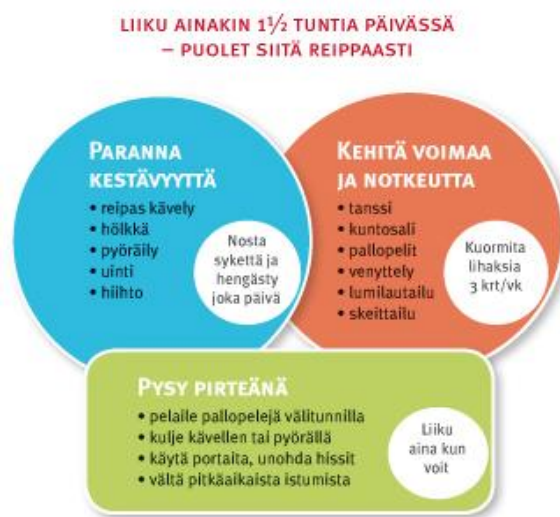 LIIKU AINAKIN 1½ TUNTIA PÄIVÄSSÄ
– PUOLET SIITÄ REIPPAASTI
PARANNA
KESTÄVYYTTÄ
• reipas kävely
• hölkkä
• pyöräily
• uinti
• hiihto
Nosta
sykettä ja
hengästy
joka päivä
KEHITÄ VOIMAA
JA NOTKEUTTA
• tanssi
• kuntosali
• pallopelit
• venyttely
• lumilautailu
• skeittailu
Kuormita
lihaksia
3 krt/vk
PYSY PIRTEÄNÄ
• pelaile pallopelejä välitunnilla
• kulje kävellen tai pyörällä
• käytä portaita, unohda hissit
• vältä pitkäaikaista istumista
Liiku
aina kun
voit